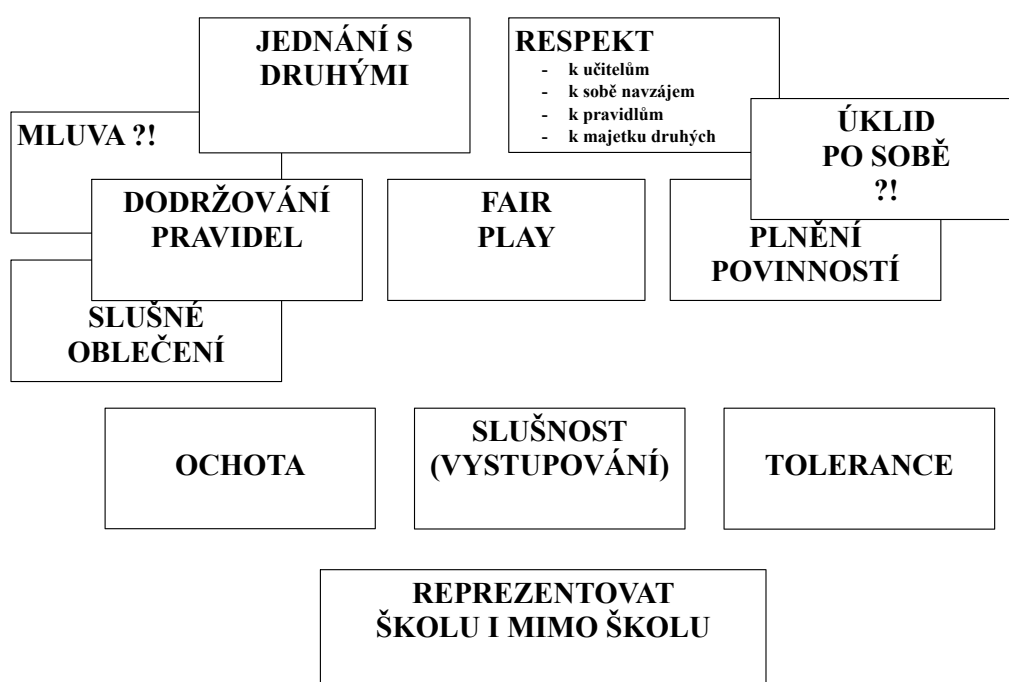 JEDNÁNÍ S
DRUHÝMI
RESPEKT
- k učitelům
- k sobě navzájem
- k pravidlům
- k majetku druhých
MLUVA ?!
ÚKLID
PO SOBĚ
?!
DODRŽOVÁNÍ
PRAVIDEL
FAIR
PLAY
PLNĚNÍ
POVINNOSTÍ
SLUŠNÉ
OBLEČENÍ
OCHOTA
SLUŠNOST
(VYSTUPOVÁNÍ)
TOLERANCE
REPREZENTOVAT
ŠKOLU I MIMO ŠKOLU